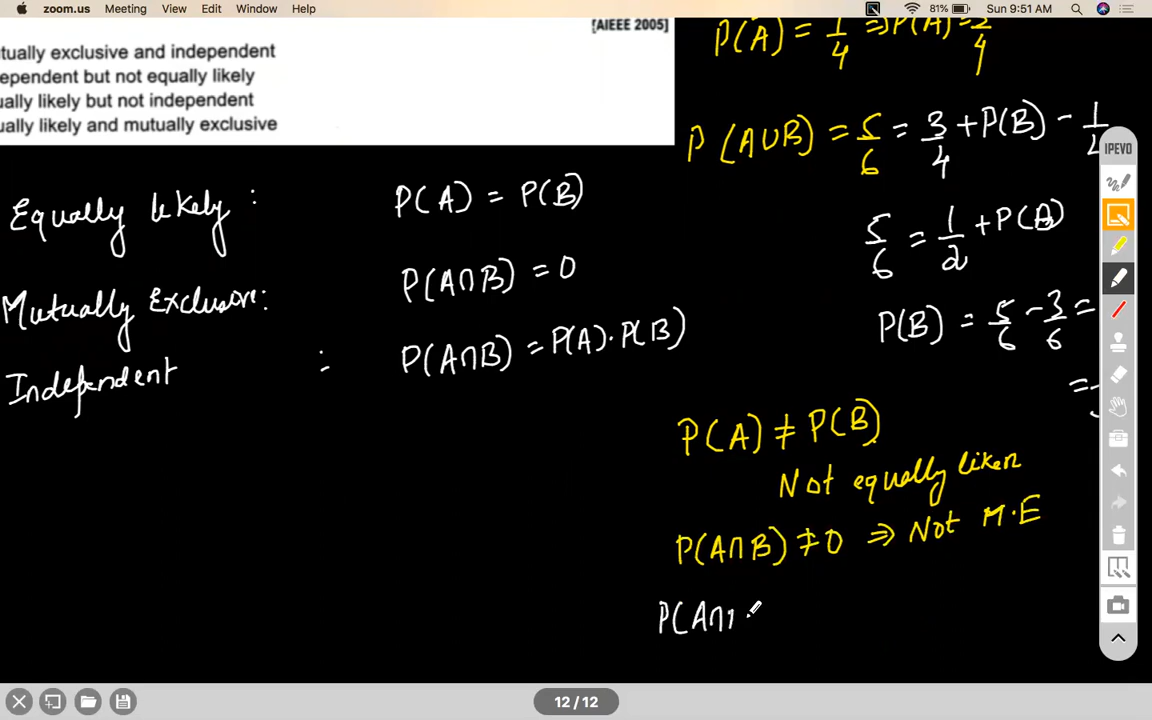 zoom.us Meeting View Edit Window Help 81% Sun 9:51 AM
[AIEEE 2005]
utually exclusive and independent
ependent but not equally likely
ually likely but not independent
ually likely and mutually exclusive
P(A̅) = 1/4 ⇒ P(A) = 3/4
P(A∪B) = 5/6 = 3/4 + P(B) - 1/4
5/6 = 1/2 + P(B)
P(B) = 5/6 - 3/6 =
=
Equally likely : P(A) = P(B)
Mutually Exclusive: P(A∩B) = 0
Independent : P(A∩B) = P(A)·P(B)
P(A) ≠ P(B)
Not equally liken
P(A∩B) ≠ 0 ⇒ Not M.E
P(A∩
IPEVO
12 / 12